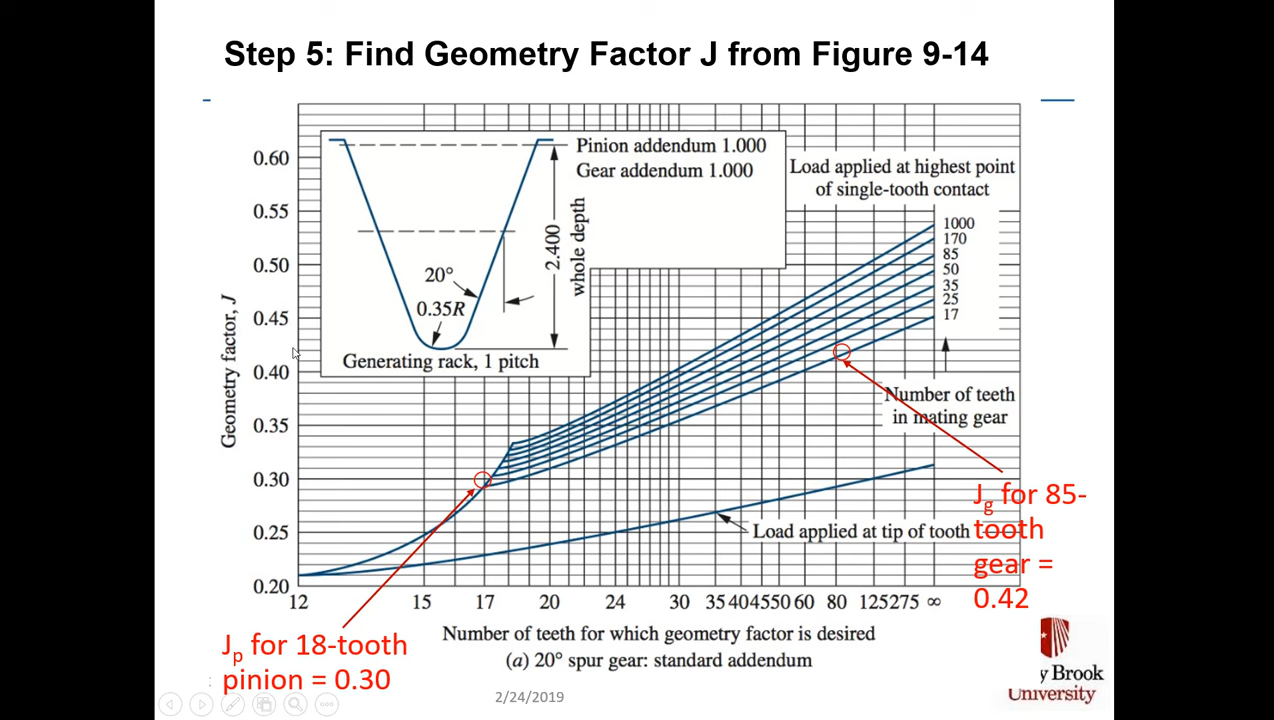 Step 5: Find Geometry Factor J from Figure 9-14
0.60
0.55
0.50
0.45
0.40
0.35
0.30
0.25
0.20
Geometry factor, J
Pinion addendum 1.000
Gear addendum 1.000
2.400
whole depth
20°
0.35R
Generating rack, 1 pitch
Load applied at highest point
of single-tooth contact
1000
170
85
50
35
25
17
Number of teeth
in mating gear
Load applied at tip of tooth
12 15 17 20 24 30 35 40 45 50 60 80 125 275 ∞
Number of teeth for which geometry factor is desired
(a) 20° spur gear: standard addendum
Jp for 18-tooth
pinion = 0.30
Jg for 85-
tooth
gear =
0.42
2/24/2019
y Brook
University